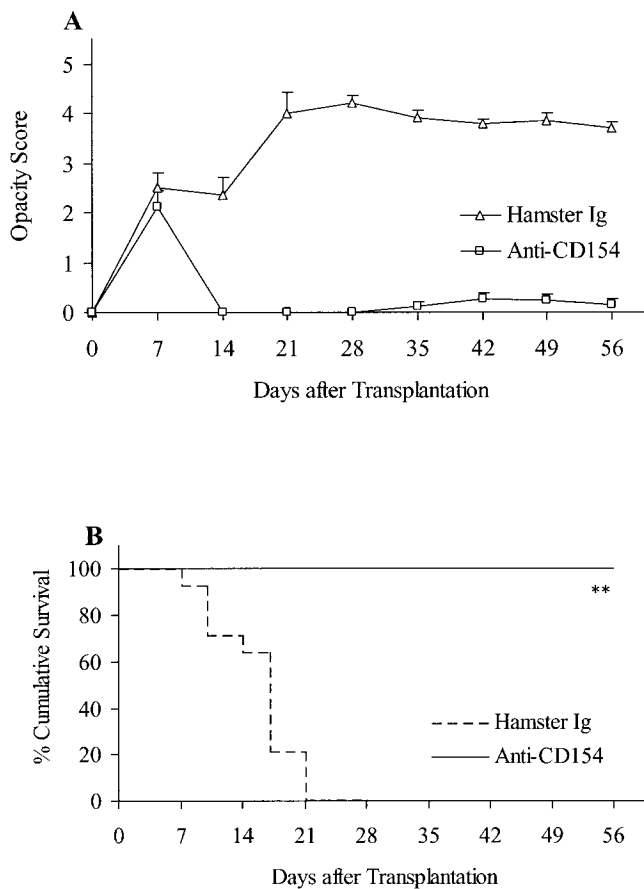 A
5
4
3
2
1
0
Opacity Score
Hamster Ig
Anti-CD154
0 7 14 21 28 35 42 49 56
Days after Transplantation
B
100
80
60
40
20
0
% Cumulative Survival
**
Hamster Ig
Anti-CD154
0 7 14 21 28 35 42 49 56
Days after Transplantation